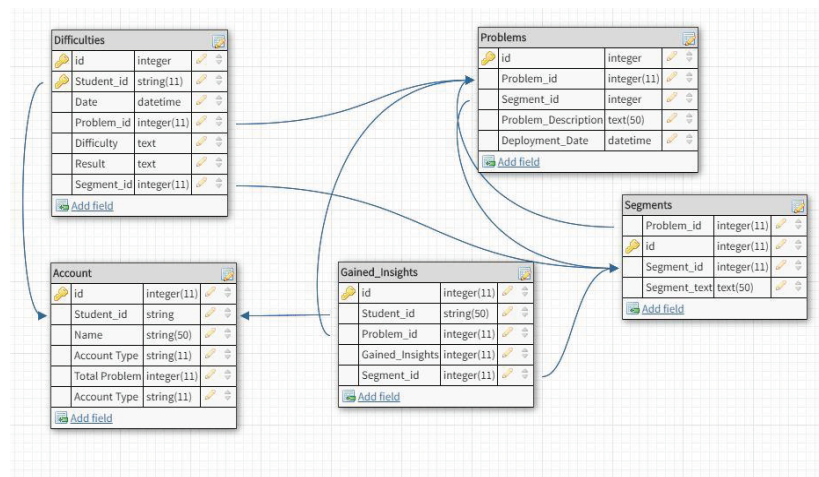 Difficulties
id integer
Student_id string(11)
Date datetime
Problem_id integer(11)
Difficulty text
Result text
Segment_id integer(11)
Add field
Problems
id integer
Problem_id integer(11)
Segment_id integer
Problem_Description text(50)
Deployment_Date datetime
Add field
Segments
Problem_id integer(11)
id integer(11)
Segment_id integer(11)
Segment_text text(50)
Add field
Account
id integer(11)
Student_id string
Name string(50)
Account Type string(11)
Total Problem integer(11)
Account Type string(11)
Add field
Gained_Insights
id integer(11)
Student_id string(50)
Problem_id integer(11)
Gained_Insights integer(11)
Segment_id integer(11)
Add field